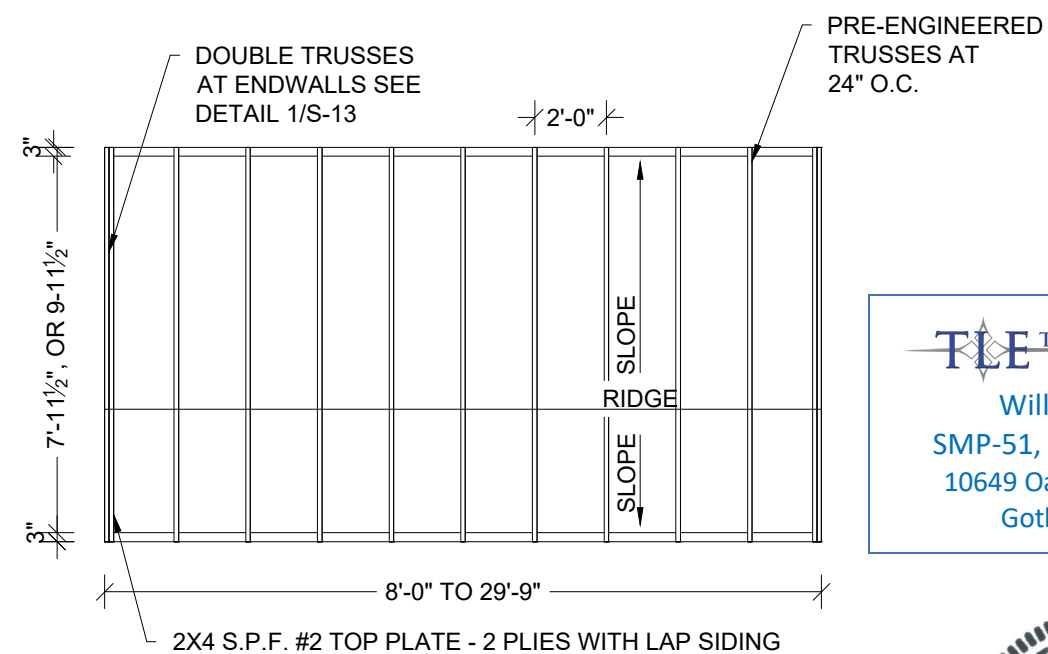 DOUBLE TRUSSES
AT ENDWALLS SEE
DETAIL 1/S-13
PRE-ENGINEERED
TRUSSES AT
24" O.C.
2'-0"
3"
7'-11½", OR 9-11½"
3"
SLOPE
RIDGE
SLOPE
8'-0" TO 29'-9"
2X4 S.P.F. #2 TOP PLATE - 2 PLIES WITH LAP SIDING
TLE T
Will
SMP-51,
10649 Oa
Goth